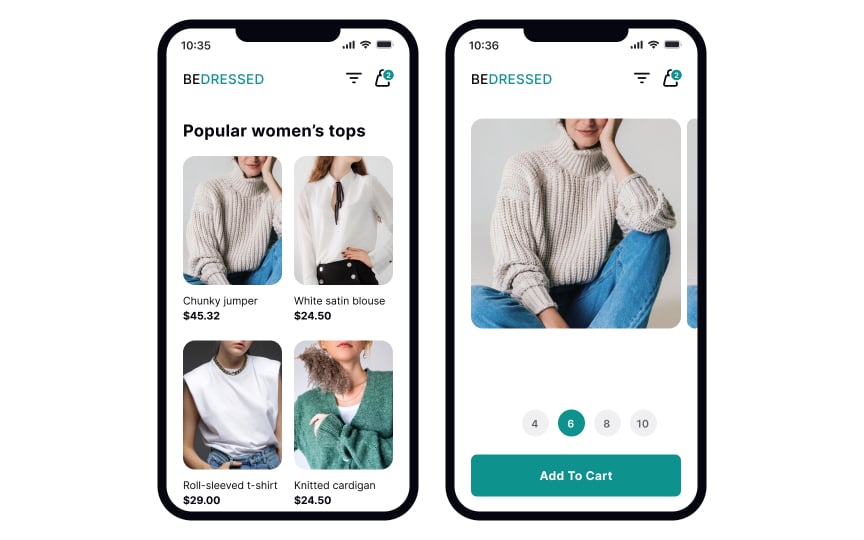 10:35
BEDRESSED
2
Popular women’s tops
Chunky jumper
$45.32
White satin blouse
$24.50
Roll-sleeved t-shirt
$29.00
Knitted cardigan
$24.50
10:36
BEDRESSED
2
4 6 8 10
Add To Cart